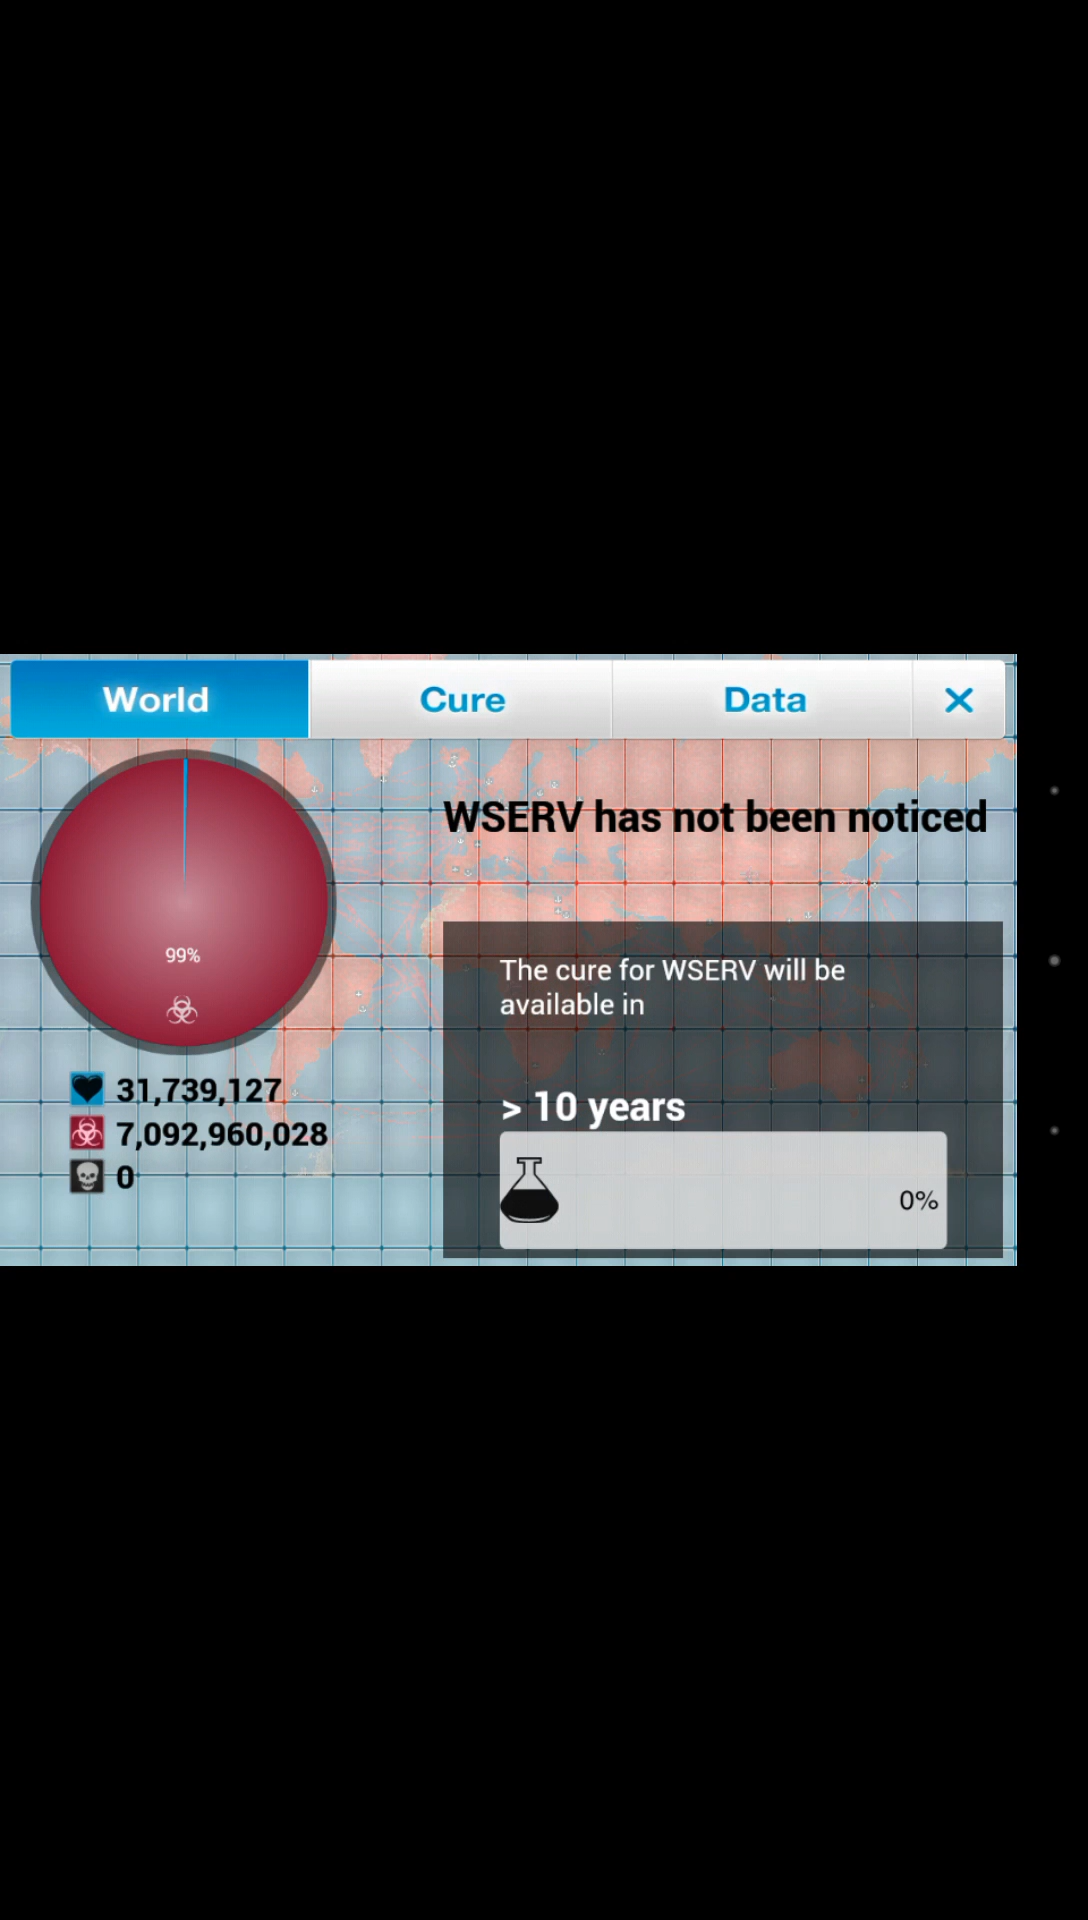 World
Cure
Data
WSERV has not been noticed
99%
The cure for WSERV will be
available in
31,739,127
> 10 years
7,092,960,028
0
0%